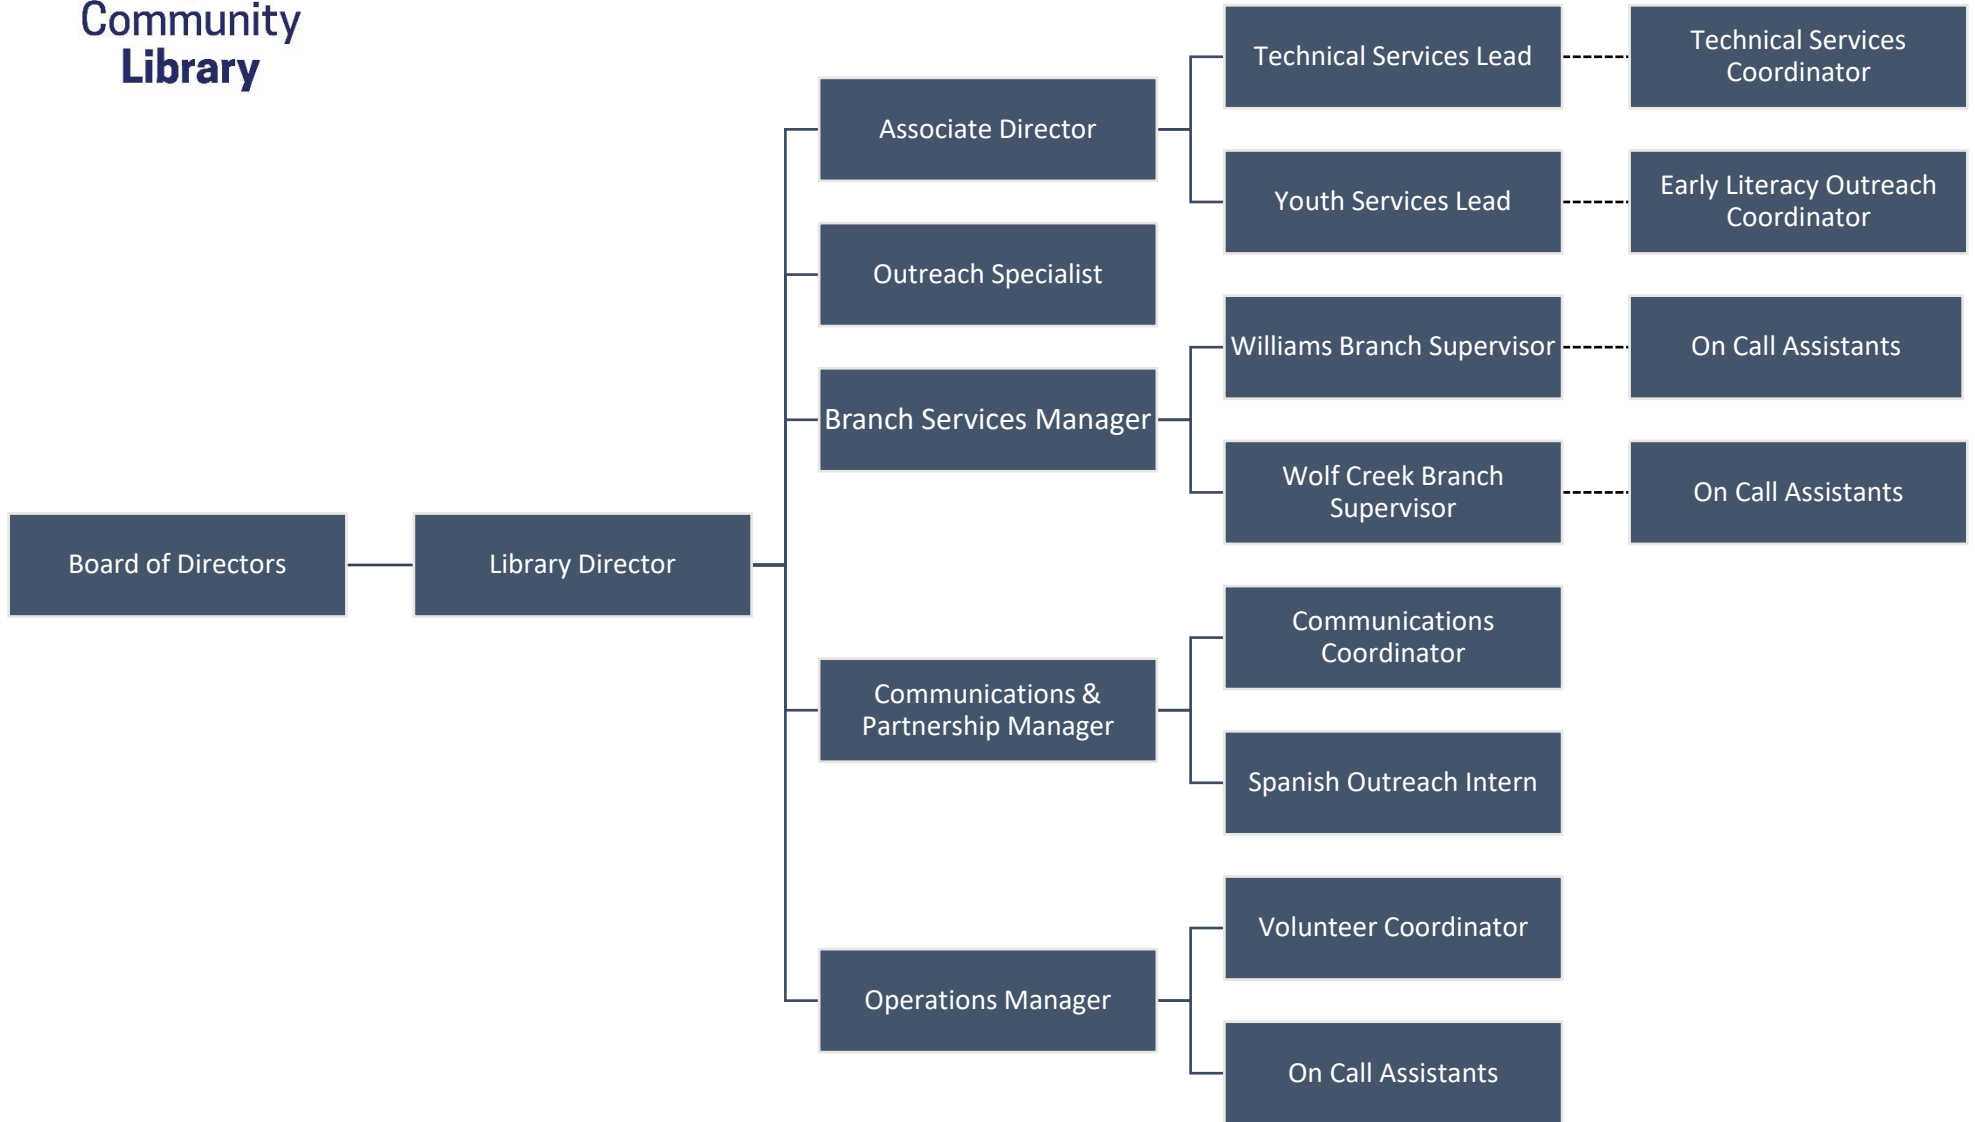 Community
Library
Board of Directors
Library Director
Associate Director
Technical Services Lead
Technical Services
Coordinator
Youth Services Lead
Early Literacy Outreach
Coordinator
Outreach Specialist
Branch Services Manager
Williams Branch Supervisor
On Call Assistants
Wolf Creek Branch
Supervisor
On Call Assistants
Communications &
Partnership Manager
Communications
Coordinator
Spanish Outreach Intern
Operations Manager
Volunteer Coordinator
On Call Assistants